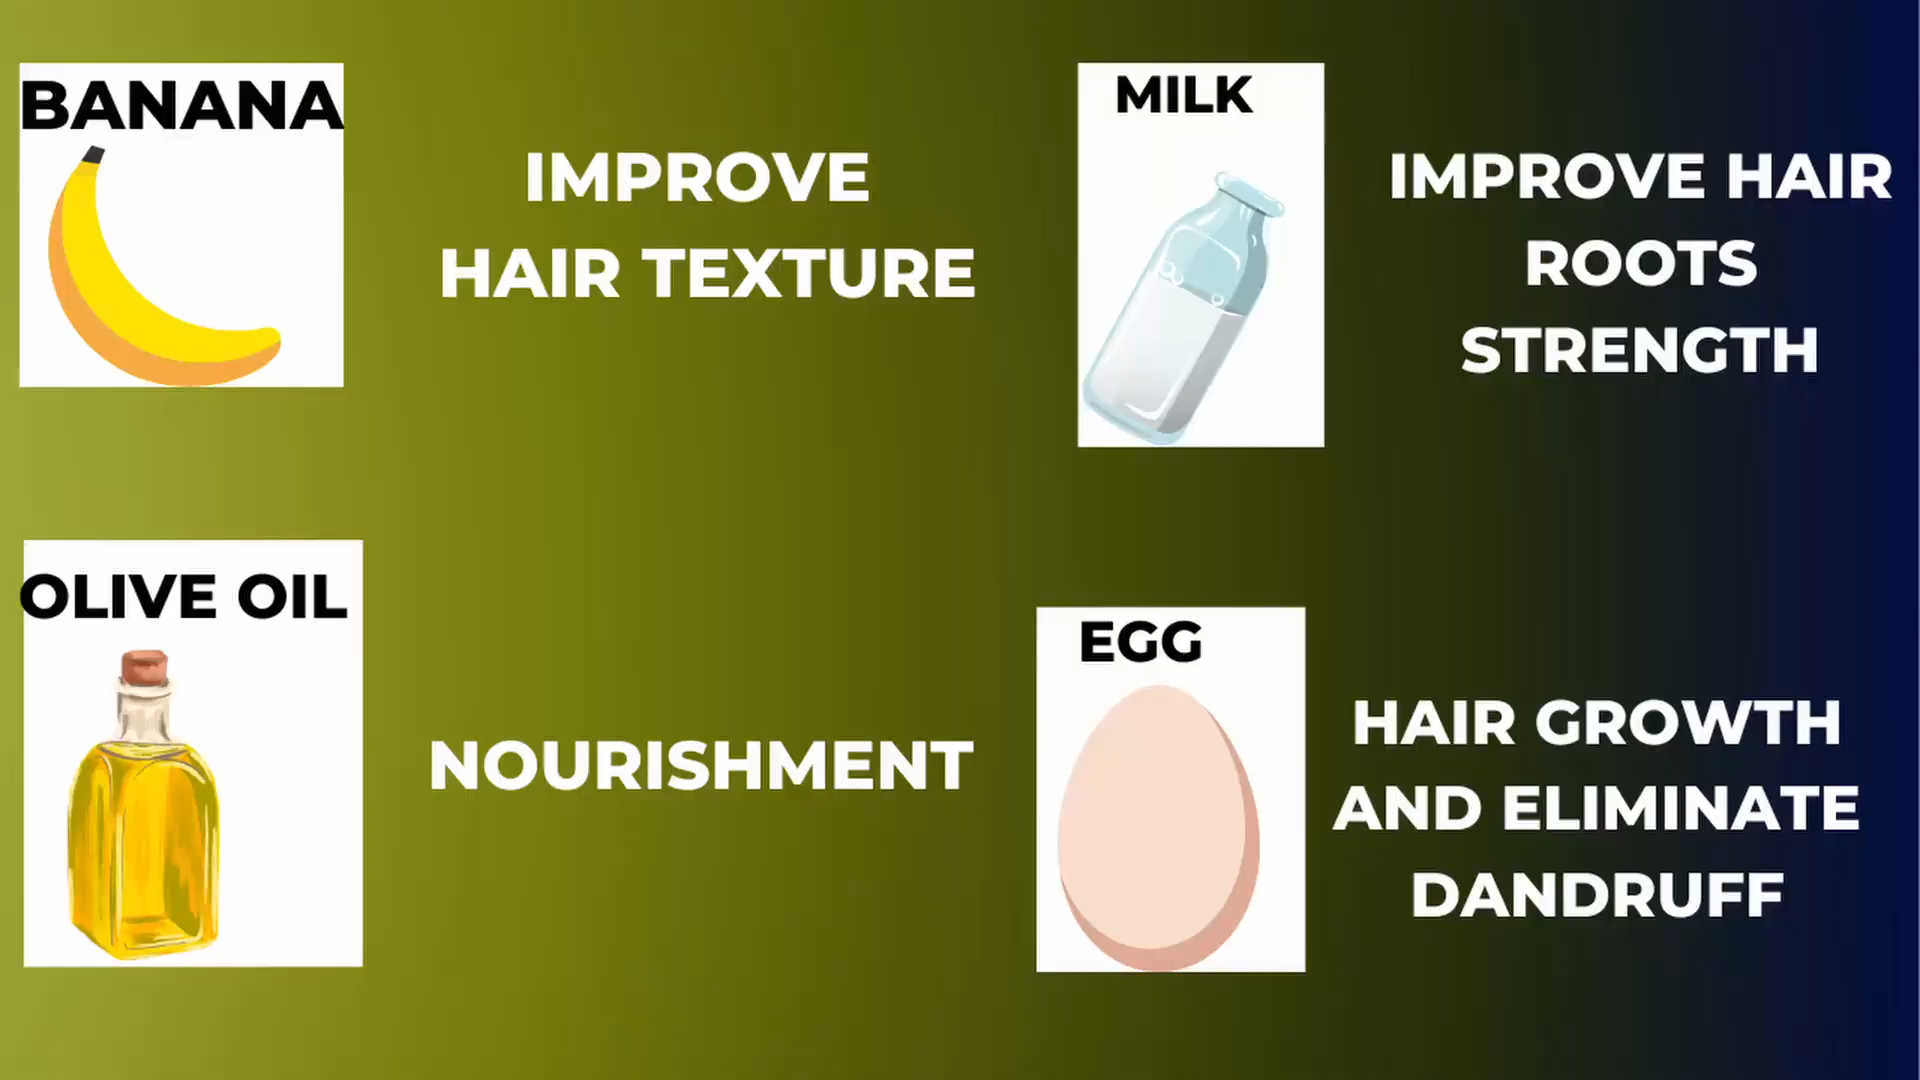 BANANA
IMPROVE
HAIR TEXTURE
MILK
IMPROVE HAIR
ROOTS
STRENGTH
OLIVE OIL
NOURISHMENT
EGG
HAIR GROWTH
AND ELIMINATE
DANDRUFF